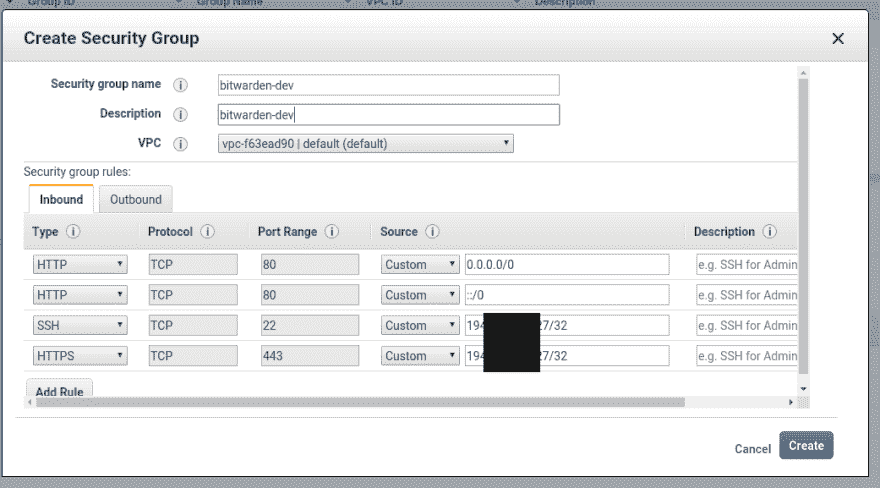 Group ID Group Name VPC ID Description
Create Security Group
Security group name bitwarden-dev
Description bitwarden-dev
VPC vpc-f63ead90 | default (default)
Security group rules:
Inbound Outbound
Type Protocol Port Range Source Description
HTTP TCP 80 Custom 0.0.0.0/0 e.g. SSH for Admin
HTTP TCP 80 Custom ::/0 e.g. SSH for Admin
SSH TCP 22 Custom 194 27/32 e.g. SSH for Admin
HTTPS TCP 443 Custom 194 27/32 e.g. SSH for Admin
Add Rule
Cancel Create